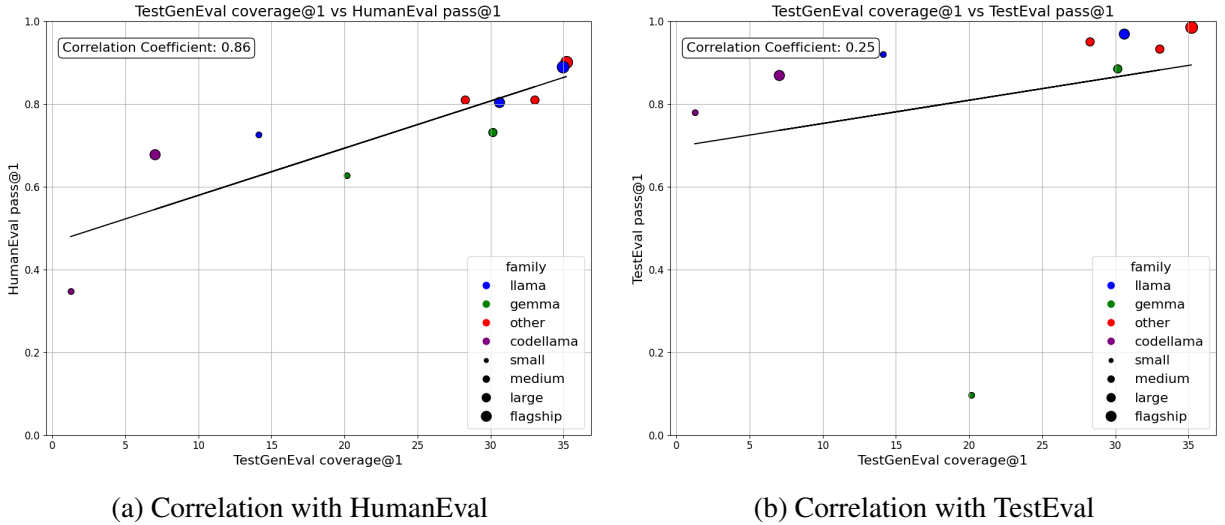 TestGenEval coverage@1 vs HumanEval pass@1
Correlation Coefficient: 0.86
HumanEval pass@1
1.0
0.8
0.6
0.4
0.2
0.0
family
llama
gemma
other
codellama
small
medium
large
flagship
0 5 10 15 20 25 30 35
TestGenEval coverage@1
(a) Correlation with HumanEval
TestGenEval coverage@1 vs TestEval pass@1
Correlation Coefficient: 0.25
TestEval pass@1
1.0
0.8
0.6
0.4
0.2
0.0
family
llama
gemma
other
codellama
small
medium
large
flagship
0 5 10 15 20 25 30 35
TestGenEval coverage@1
(b) Correlation with TestEval